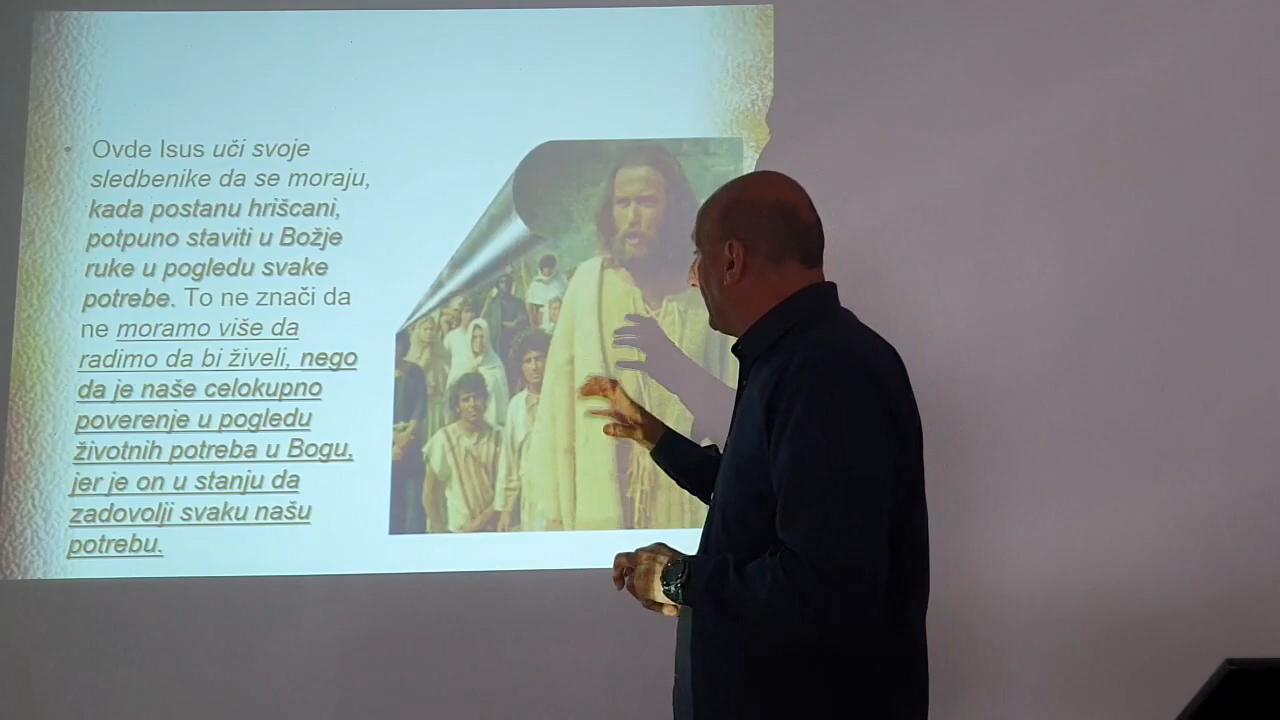 • Ovde Isus uči svoje
sledbenike da se moraju,
kada postanu hrišcani,
potpuno staviti u Božje
ruke u pogledu svake
potrebe. To ne znači da
ne moramo više da
radimo da bi živeli, nego
da je naše celokupno
poverenje u pogledu
životnih potreba u Bogu,
jer je on u stanju da
zadovolji svaku našu
potrebu.